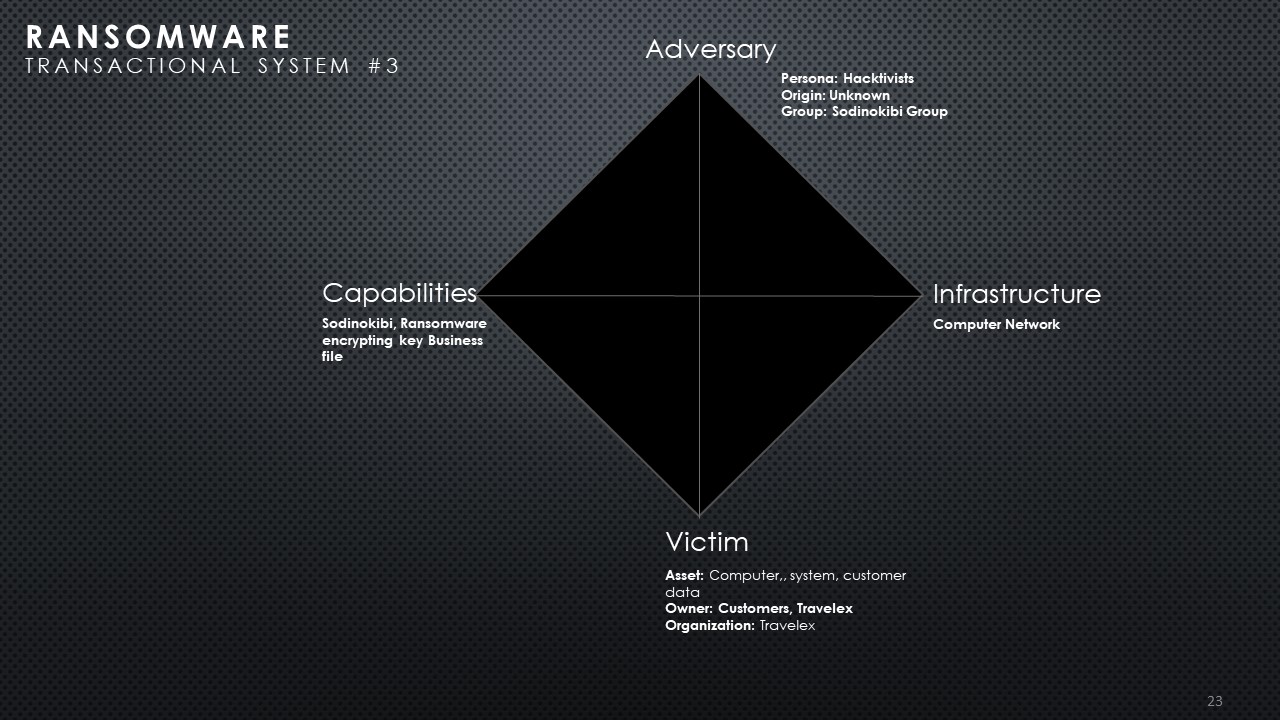 RANSOMWARE
TRANSACTIONAL SYSTEM #3
Adversary
Persona: Hacktivists
Origin: Unknown
Group: Sodinokibi Group
Capabilities
Sodinokibi, Ransomware
encrypting key Business
file
Infrastructure
Computer Network
Victim
Asset: Computer,, system, customer
data
Owner: Customers, Travelex
Organization: Travelex
23